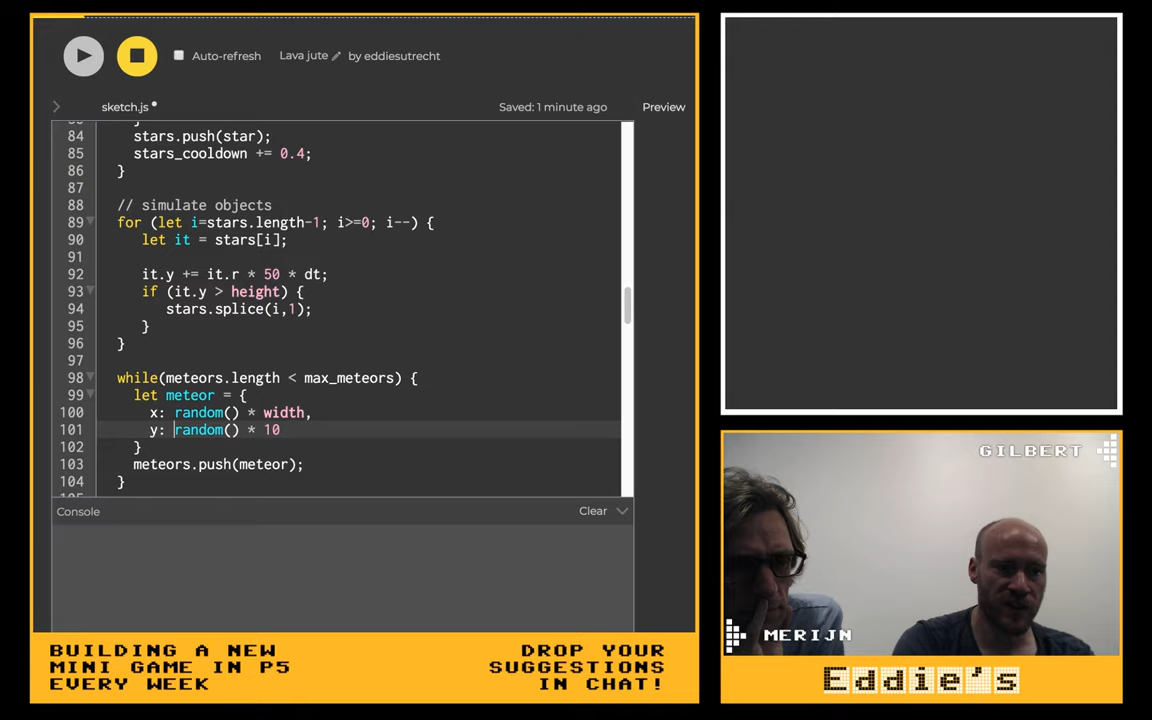 Auto-refresh Lava jute by eddiesutrecht
sketch.js Saved: 1 minute ago Preview
84 stars.push(star);
85 stars_cooldown += 0.4;
86 }
87
88 // simulate objects
89 for (let i=stars.length-1; i>=0; i--) {
90 let it = stars[i];
91
92 it.y += it.r * 50 * dt;
93 if (it.y > height) {
94 stars.splice(i,1);
95 }
96 }
97
98 while(meteors.length < max_meteors) {
99 let meteor = {
100 x: random() * width,
101 y: random() * 10
102 }
103 meteors.push(meteor);
104 }
Console Clear
GILBERT
MERIJN
BUILDING A NEW
MINI GAME IN P5
EVERY WEEK
DROP YOUR
SUGGESTIONS
IN CHAT!
Eddie's